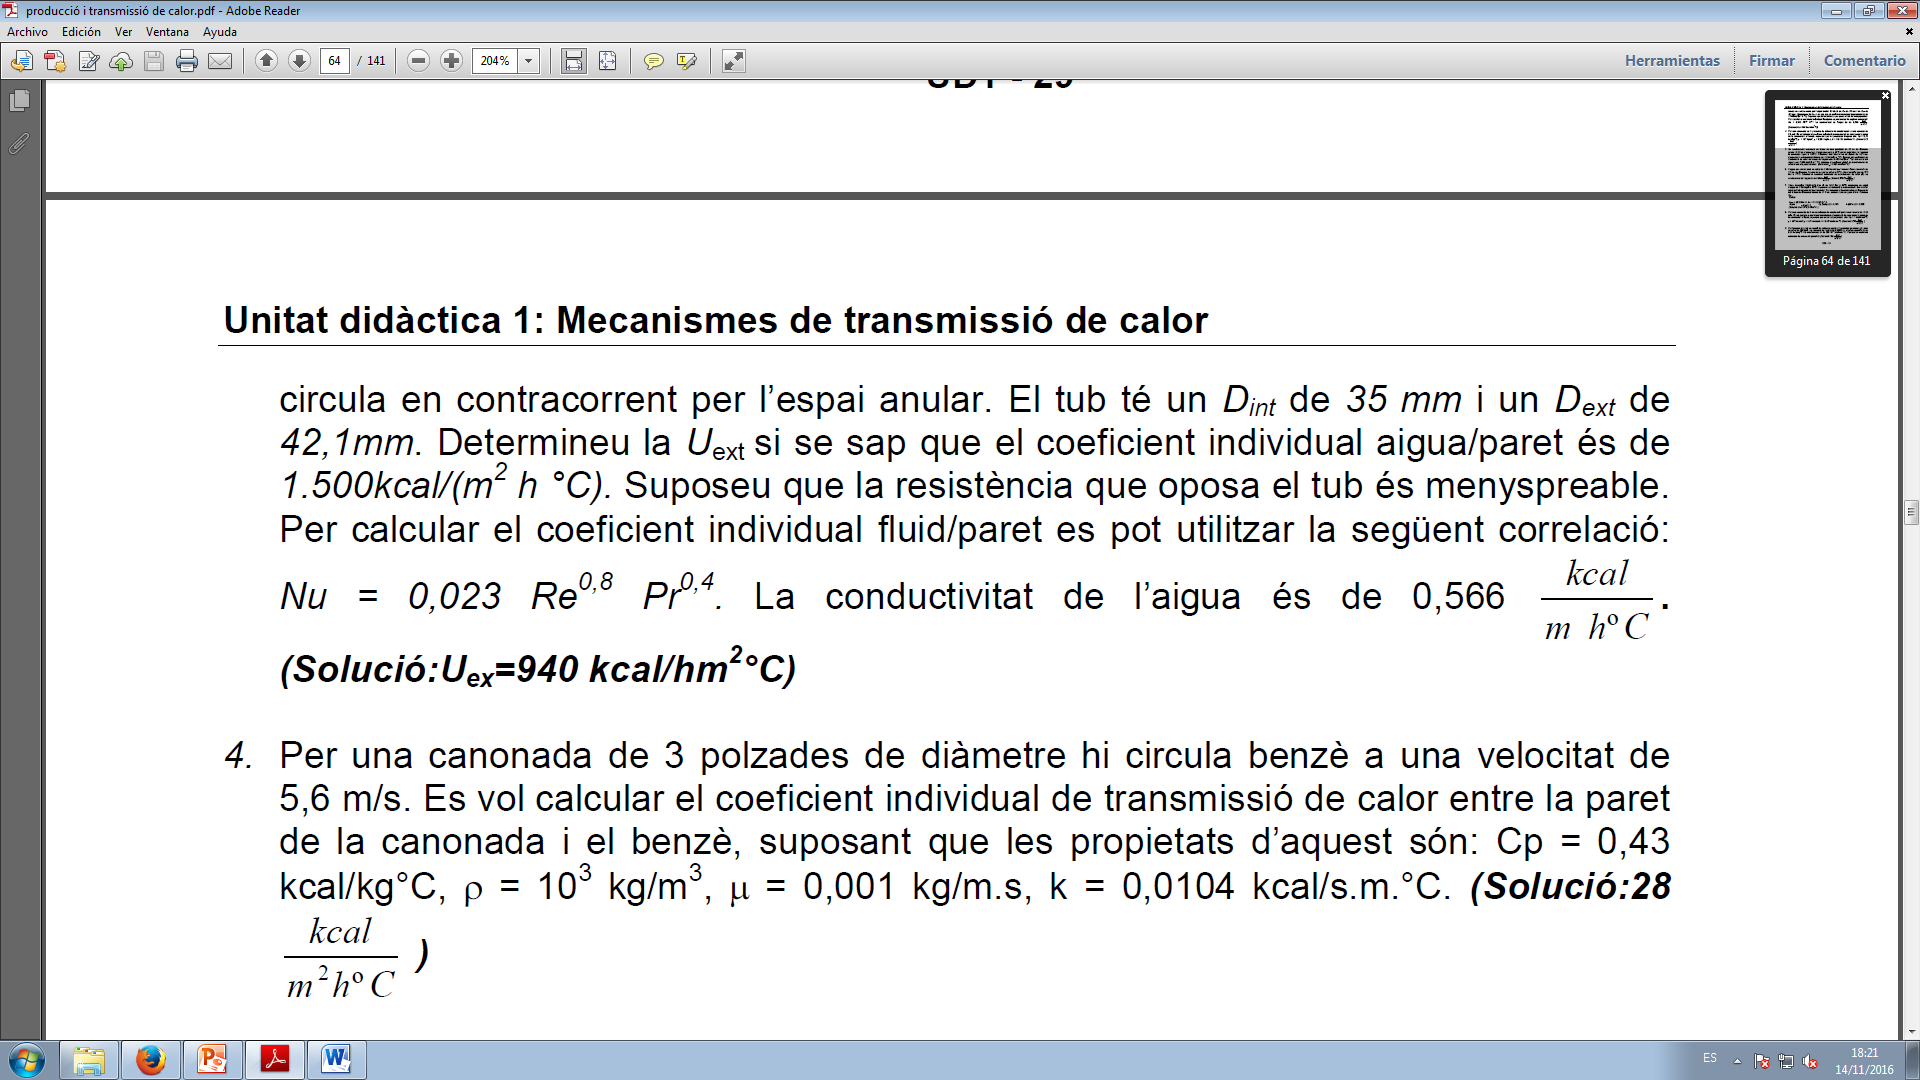 producció i transmissió de calor.pdf - Adobe Reader
Archivo Edición Ver Ventana Ayuda
64 / 141 204% Herramientas Firmar Comentario
UD1 - 29
Página 64 de 141
Unitat didàctica 1: Mecanismes de transmissió de calor
circula en contracorrent per l’espai anular. El tub té un Dint de 35 mm i un Dext de
42,1mm. Determineu la Uext si se sap que el coeficient individual aigua/paret és de
1.500kcal/(m² h °C). Suposeu que la resistència que oposa el tub és menyspreable.
Per calcular el coeficient individual fluid/paret es pot utilitzar la següent correlació:
Nu = 0,023 Re^0,8 Pr^0,4. La conductivitat de l’aigua és de 0,566 kcal / m hº C .
(Solució:Uex=940 kcal/hm²°C)
4. Per una canonada de 3 polzades de diàmetre hi circula benzè a una velocitat de
5,6 m/s. Es vol calcular el coeficient individual de transmissió de calor entre la paret
de la canonada i el benzè, suposant que les propietats d’aquest són: Cp = 0,43
kcal/kg°C, ρ = 10³ kg/m³, μ = 0,001 kg/m.s, k = 0,0104 kcal/s.m.°C. (Solució:28
kcal / m² hº C )
ES
18:21
14/11/2016